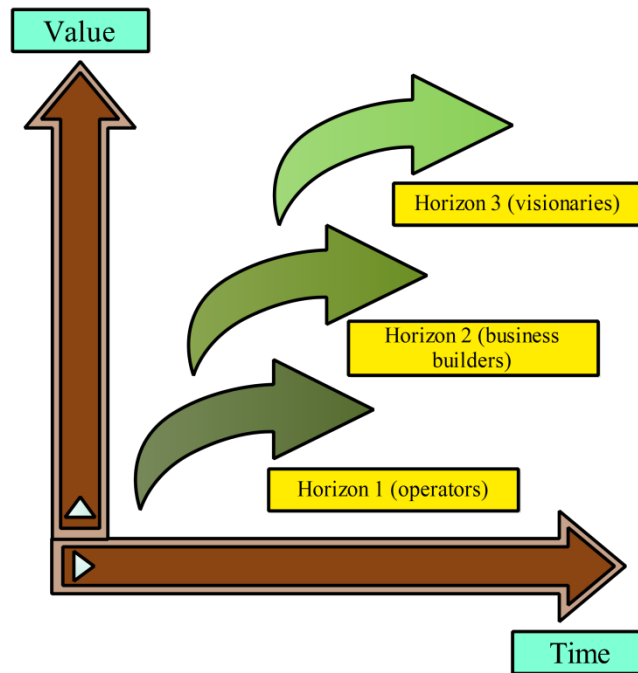 Value
Horizon 3 (visionaries)
Horizon 2 (business
builders)
Horizon 1 (operators)
Time